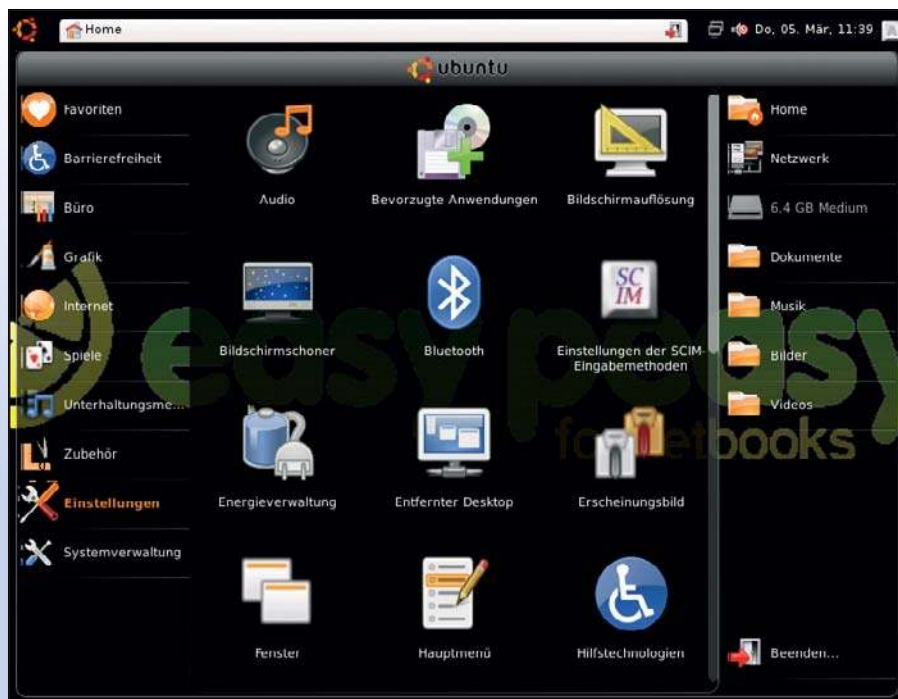 Home
Do, 05. Mär, 11:39
ubuntu
Favoriten
Barrierefreiheit
Büro
Grafik
Internet
Spiele
Unterhaltungsme...
Zubehör
Einstellungen
Systemverwaltung
Audio
Bevorzugte Anwendungen
Bildschirmauflösung
Bildschirmschoner
Bluetooth
SC
IM
Einstellungen der SCIM-
Eingabemethoden
Energieverwaltung
Entfernter Desktop
Erscheinungsbild
Fenster
Hauptmenü
Hilfstechnologien
Home
Netzwerk
6.4 GB Medium
Dokumente
Musik
Bilder
Videos
Beenden...
easy peasy